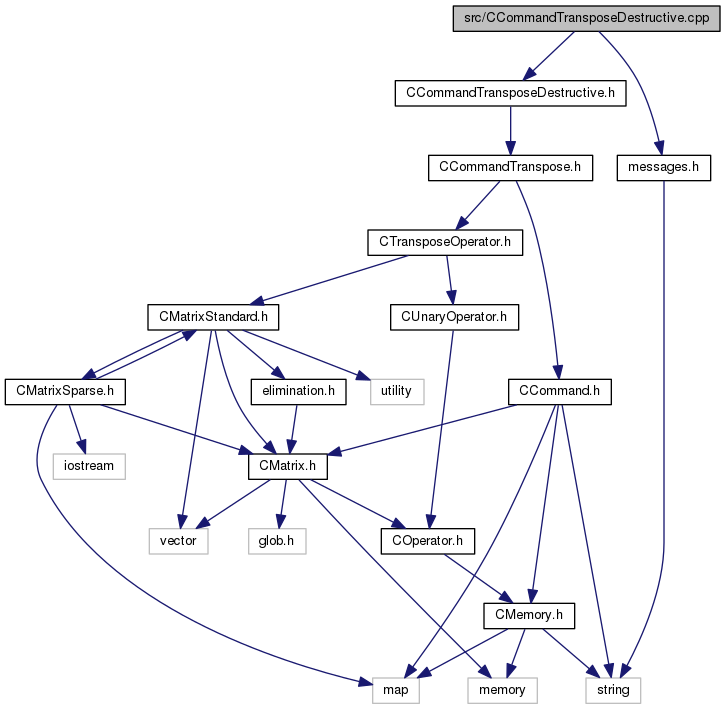 src/CCommandTransposeDestructive.cpp
CCommandTransposeDestructive.h
CCommandTranspose.h
messages.h
CTransposeOperator.h
CMatrixStandard.h
CUnaryOperator.h
CMatrixSparse.h
elimination.h
utility
CCommand.h
iostream
CMatrix.h
vector
glob.h
COperator.h
CMemory.h
map
memory
string